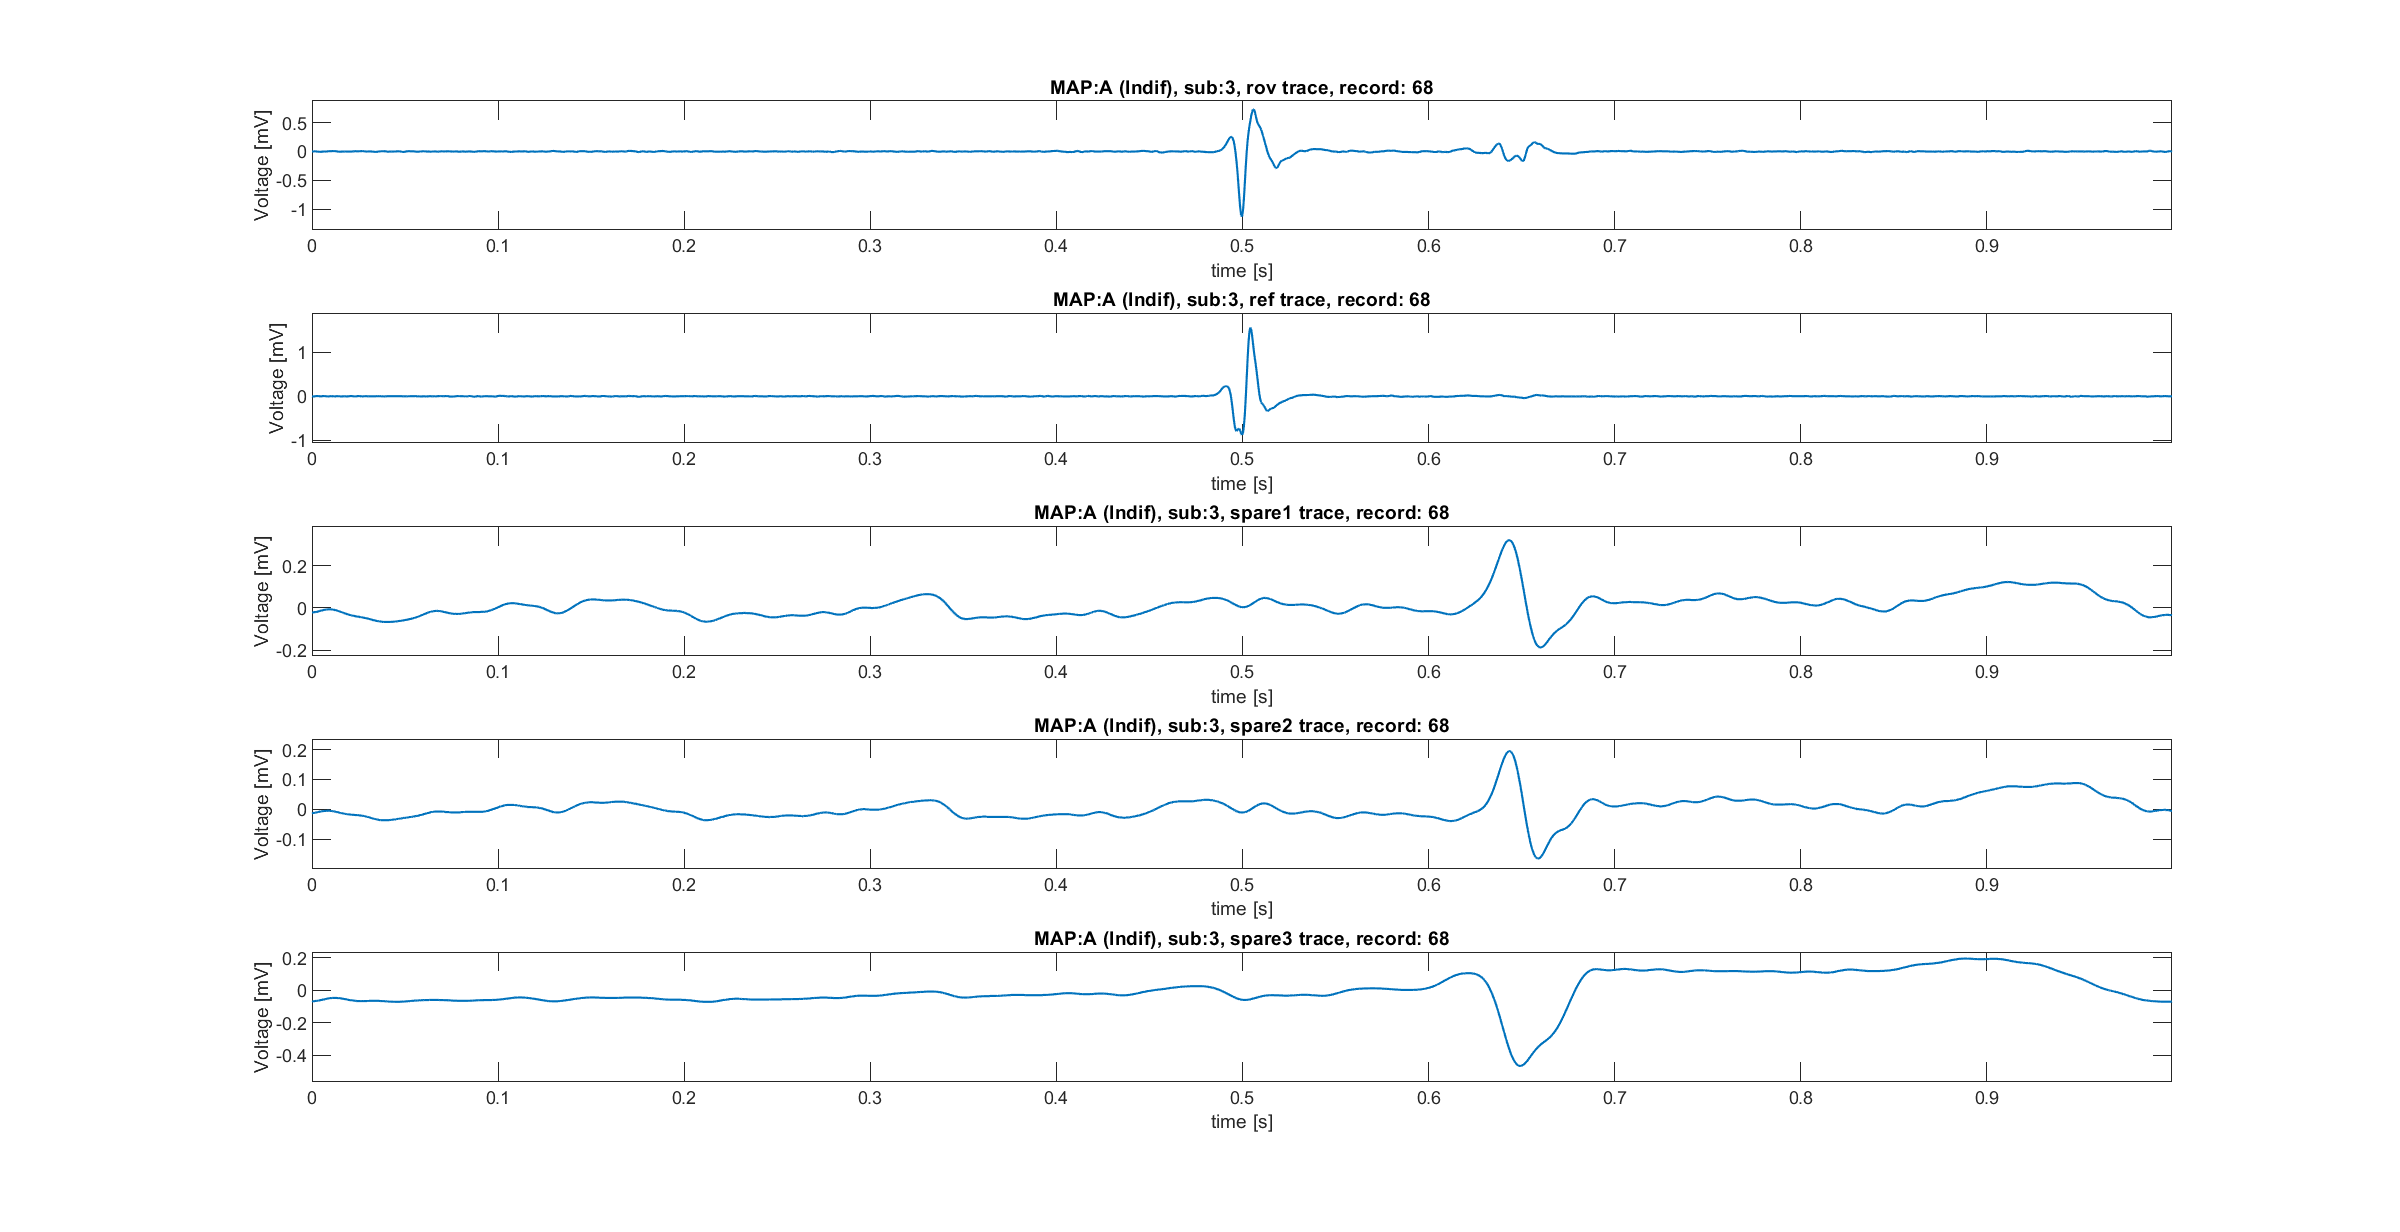 MAP:A (Indif), sub:3, rov trace, record: 68
Voltage [mV]
0.5
0
-0.5
-1
0 0.1 0.2 0.3 0.4 0.5 0.6 0.7 0.8 0.9
time [s]
MAP:A (Indif), sub:3, ref trace, record: 68
Voltage [mV]
1
0
-1
0 0.1 0.2 0.3 0.4 0.5 0.6 0.7 0.8 0.9
time [s]
MAP:A (Indif), sub:3, spare1 trace, record: 68
Voltage [mV]
0.2
0
-0.2
0 0.1 0.2 0.3 0.4 0.5 0.6 0.7 0.8 0.9
time [s]
MAP:A (Indif), sub:3, spare2 trace, record: 68
Voltage [mV]
0.2
0.1
0
-0.1
0 0.1 0.2 0.3 0.4 0.5 0.6 0.7 0.8 0.9
time [s]
MAP:A (Indif), sub:3, spare3 trace, record: 68
Voltage [mV]
0.2
0
-0.2
-0.4
0 0.1 0.2 0.3 0.4 0.5 0.6 0.7 0.8 0.9
time [s]